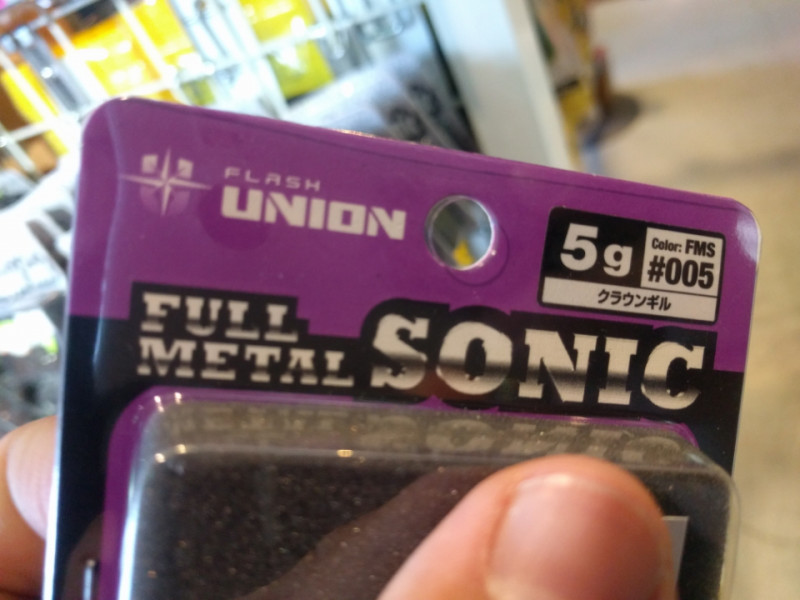 FLASH
UNION
5g
Color: FMS
#005
クラウンギル
FULL
METAL
SONIC